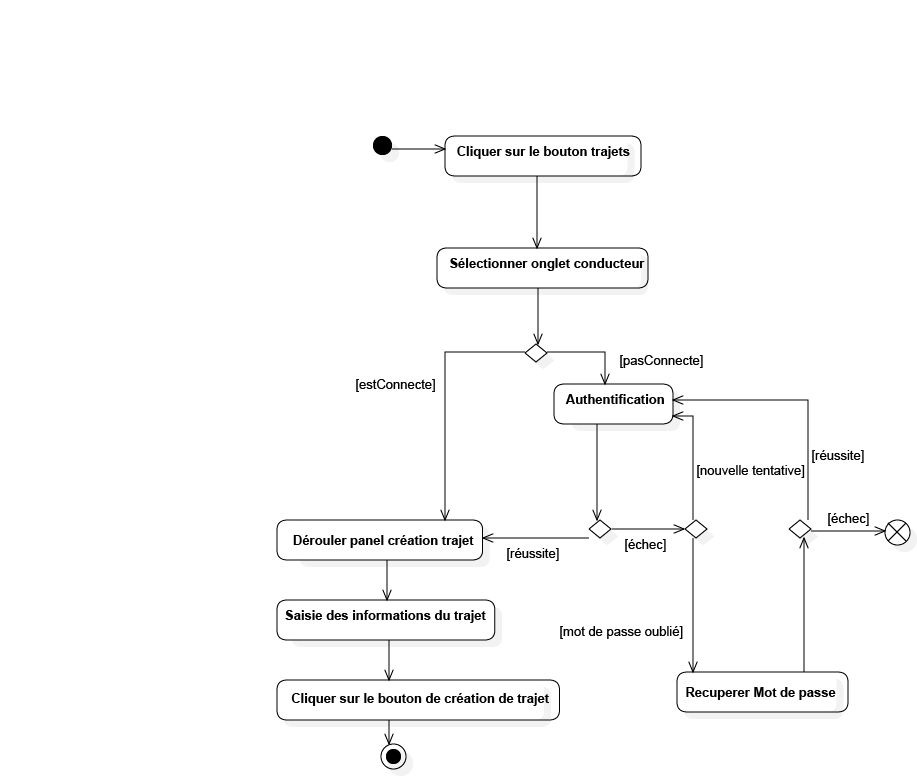 Cliquer sur le bouton trajets
Sélectionner onglet conducteur
[pasConnecte]
[estConnecte]
Authentification
[réussite]
[nouvelle tentative]
[échec]
Dérouler panel création trajet
[échec]
[réussite]
Saisie des informations du trajet
[mot de passe oublié]
Recuperer Mot de passe
Cliquer sur le bouton de création de trajet